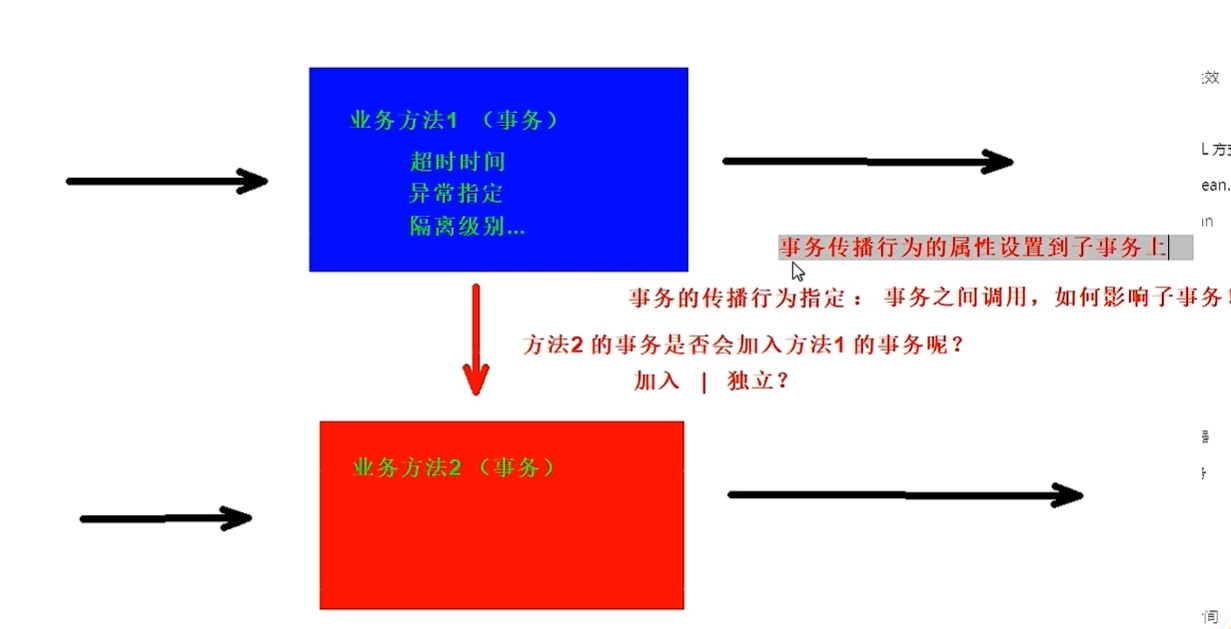 业务方法1 （事务）
超时时间
异常指定
隔离级别...
事务传播行为的属性设置到子事务上
事务的传播行为指定： 事务之间调用，如何影响子事务！
方法2 的事务是否会加入方法1 的事务呢？
加入 | 独立？
业务方法2 （事务）
效
L 方
ean.
间